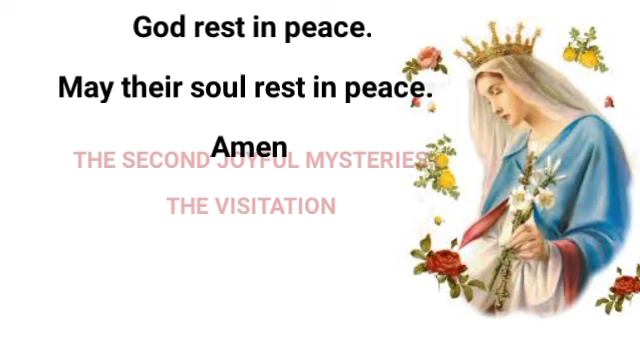 God rest in peace.
May their soul rest in peace.
Amen
THE SECOND JOYFUL MYSTERIES
THE VISITATION